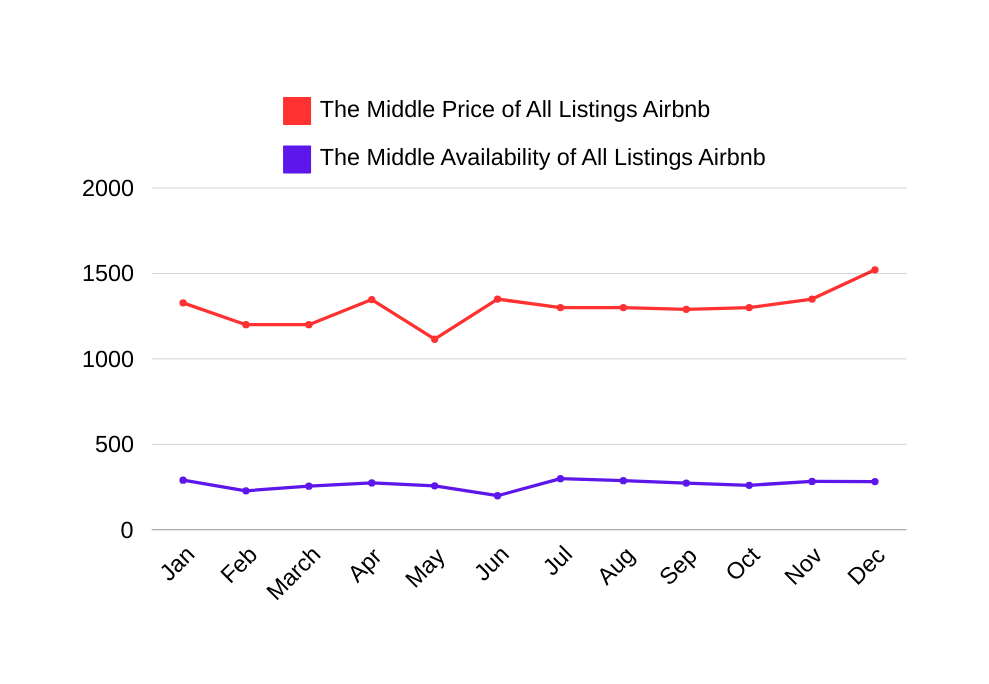 The Middle Price of All Listings Airbnb
The Middle Availability of All Listings Airbnb
2000
1500
1000
500
0
Jan
Feb
March
Apr
May
Jun
Jul
Aug
Sep
Oct
Nov
Dec